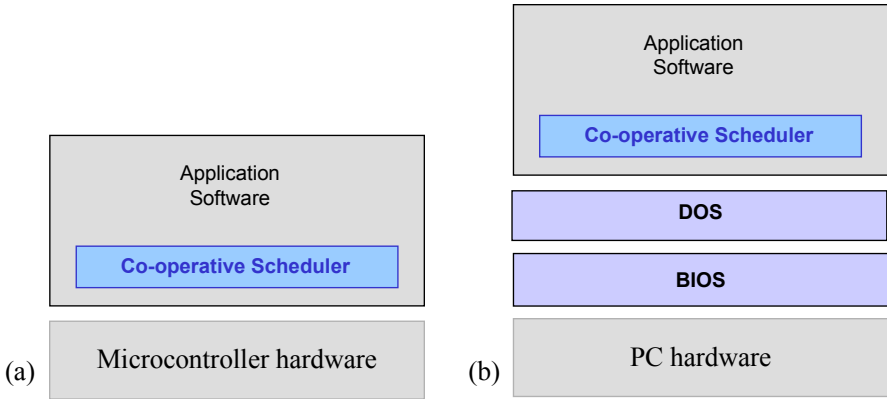 Application
Software
Co-operative Scheduler
Microcontroller hardware
(a)
Application
Software
Co-operative Scheduler
DOS
BIOS
PC hardware
(b)